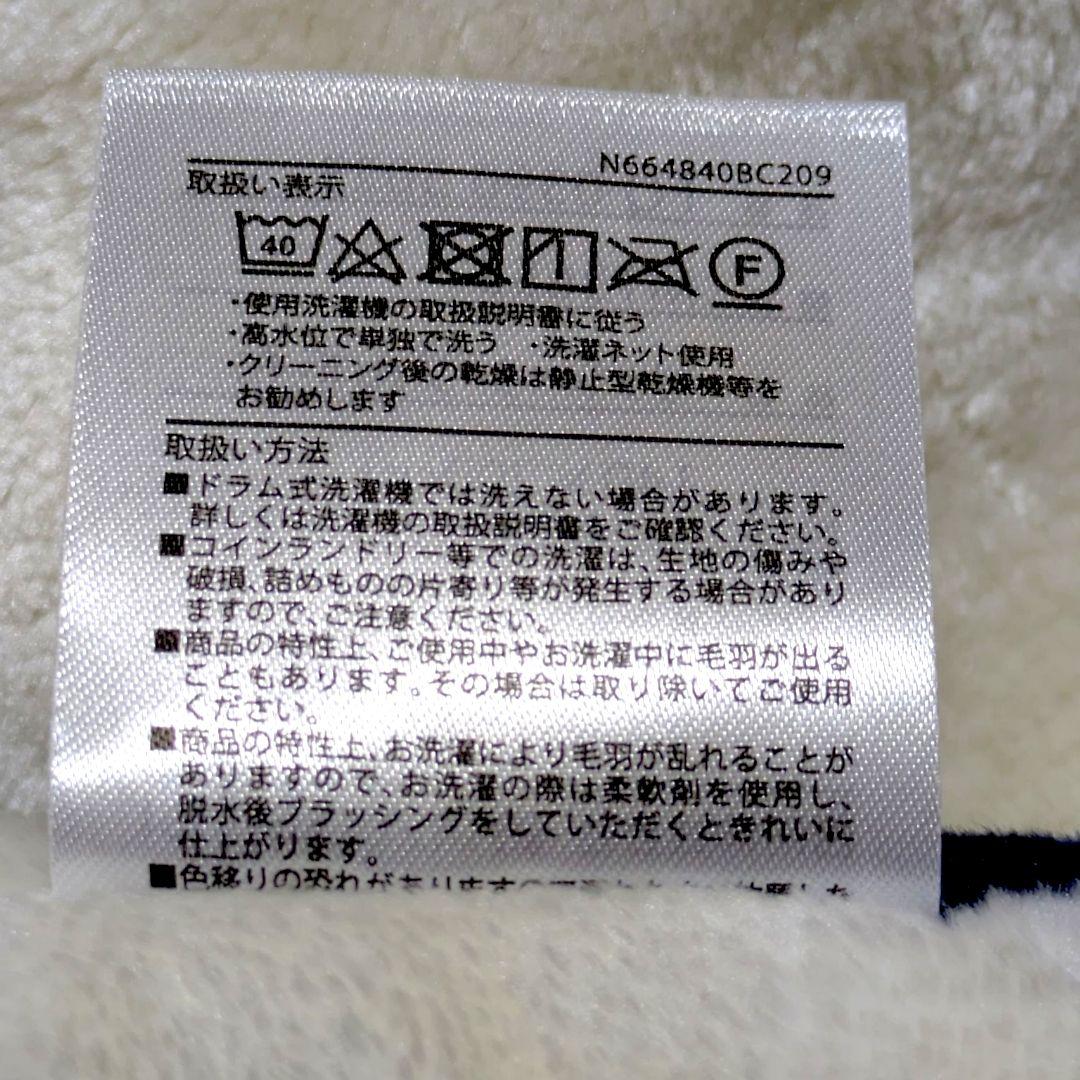 N664840BC209
取扱い表示
40
F
・使用洗濯機の取扱説明書に従う
・高水位で単独で洗う ・洗濯ネット使用
・クリーニング後の乾燥は静止型乾燥機等を
お勧めします
取扱い方法
■ドラム式洗濯機では洗えない場合があります。
詳しくは洗濯機の取扱説明書をご確認ください。
■コインランドリー等での洗濯は、生地の傷みや
破損、詰めものの片寄り等が発生する場合があり
ますので、ご注意ください。
■商品の特性上、ご使用中やお洗濯中に毛羽が出る
こともあります。その場合は取り除いてご使用
ください。
■商品の特性上、お洗濯により毛羽が乱れることが
ありますので、お洗濯の際は柔軟剤を使用し、
脱水後ブラッシングをしていただくときれいに
仕上がります。
■色移りの恐れがありますので